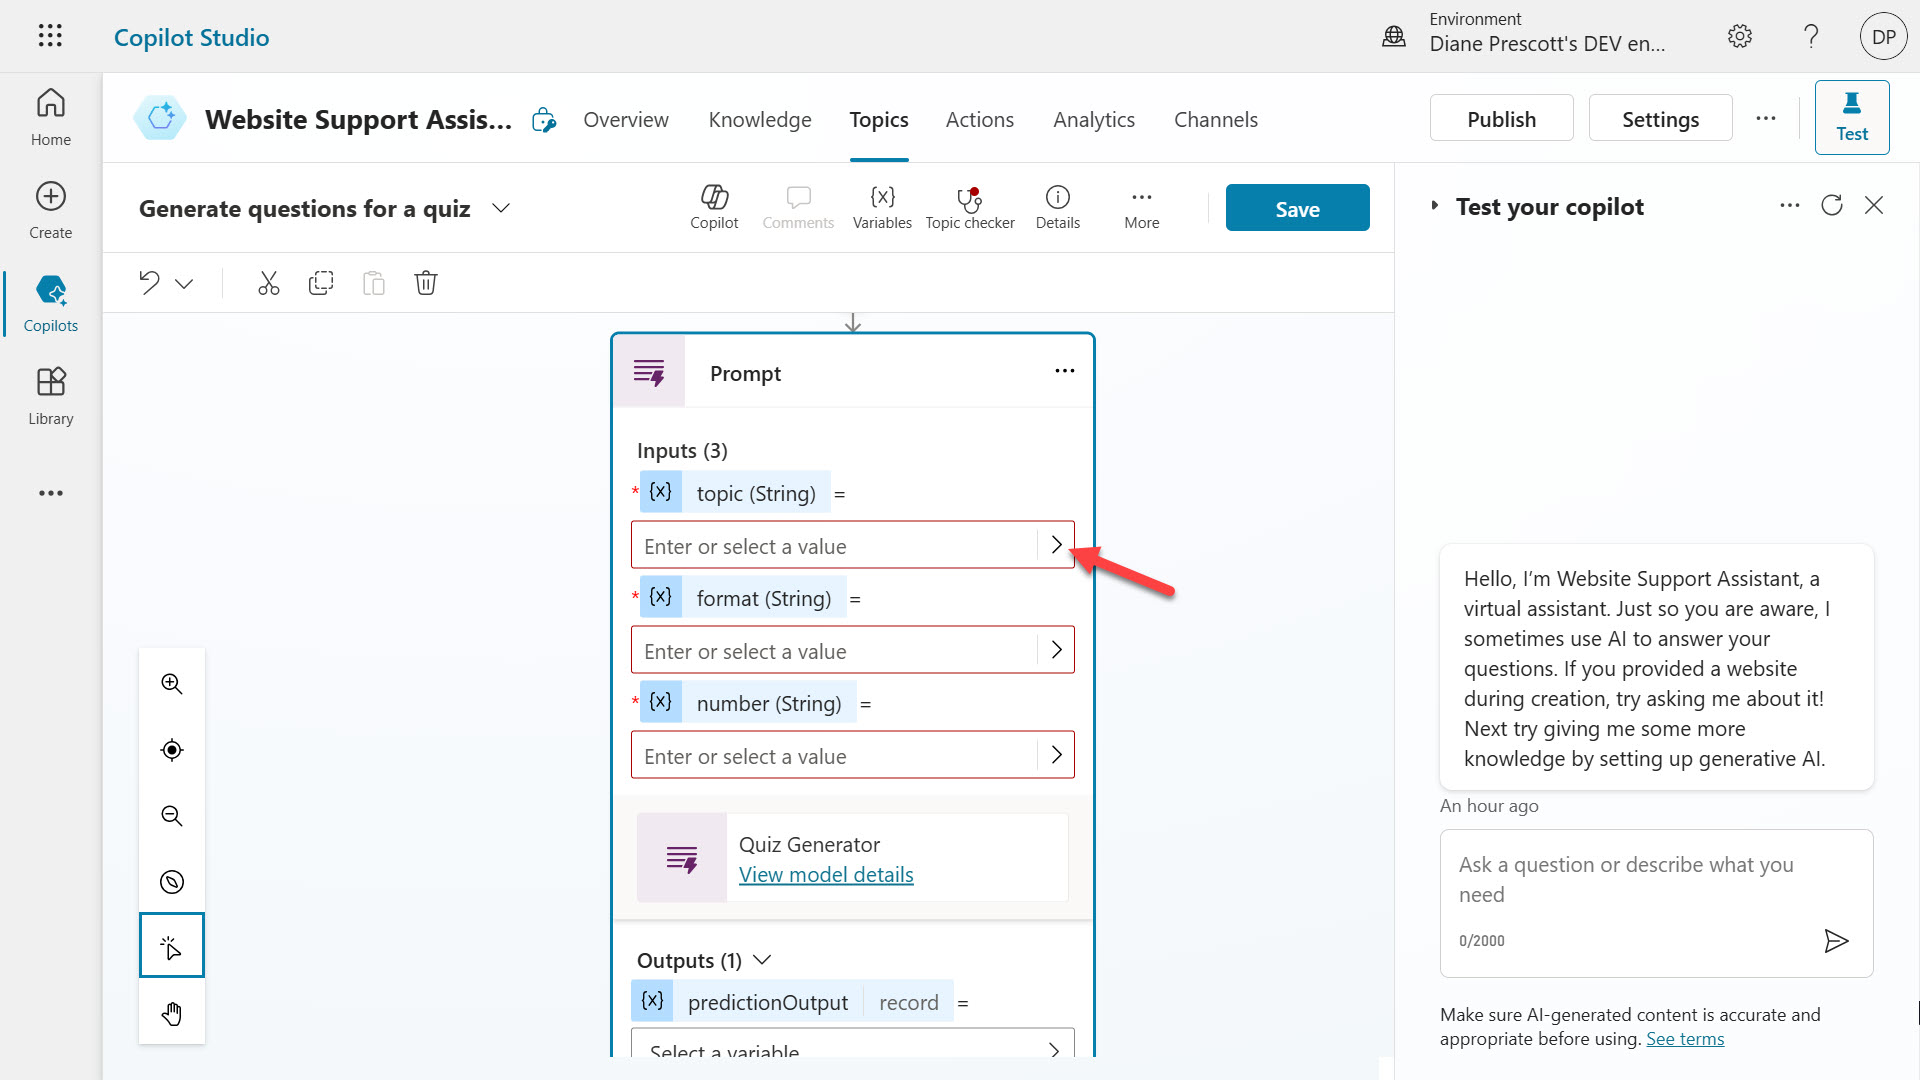 Copilot Studio
Environment
Diane Prescott's DEV en...
DP
Home
Create
Copilots
Library
Website Support Assis...
Overview
Knowledge
Topics
Actions
Analytics
Channels
Publish
Settings
Test
Generate questions for a quiz
Copilot
Comments
Variables
Topic checker
Details
More
Save
Prompt
Inputs (3)
* {x} topic (String) =
Enter or select a value
* {x} format (String) =
Enter or select a value
* {x} number (String) =
Enter or select a value
Quiz Generator
View model details
Outputs (1)
{x} predictionOutput record =
Select a variable
Test your copilot
Hello, I’m Website Support Assistant, a
virtual assistant. Just so you are aware, I
sometimes use AI to answer your
questions. If you provided a website
during creation, try asking me about it!
Next try giving me some more
knowledge by setting up generative AI.
An hour ago
Ask a question or describe what you
need
0/2000
Make sure AI-generated content is accurate and
appropriate before using. See terms